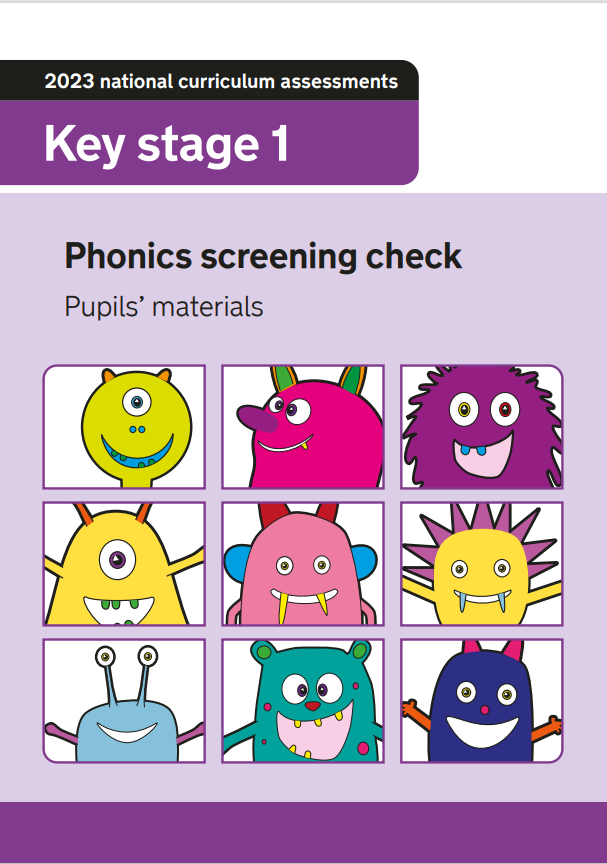 2023 national curriculum assessments
Key stage 1
Phonics screening check
Pupils’ materials